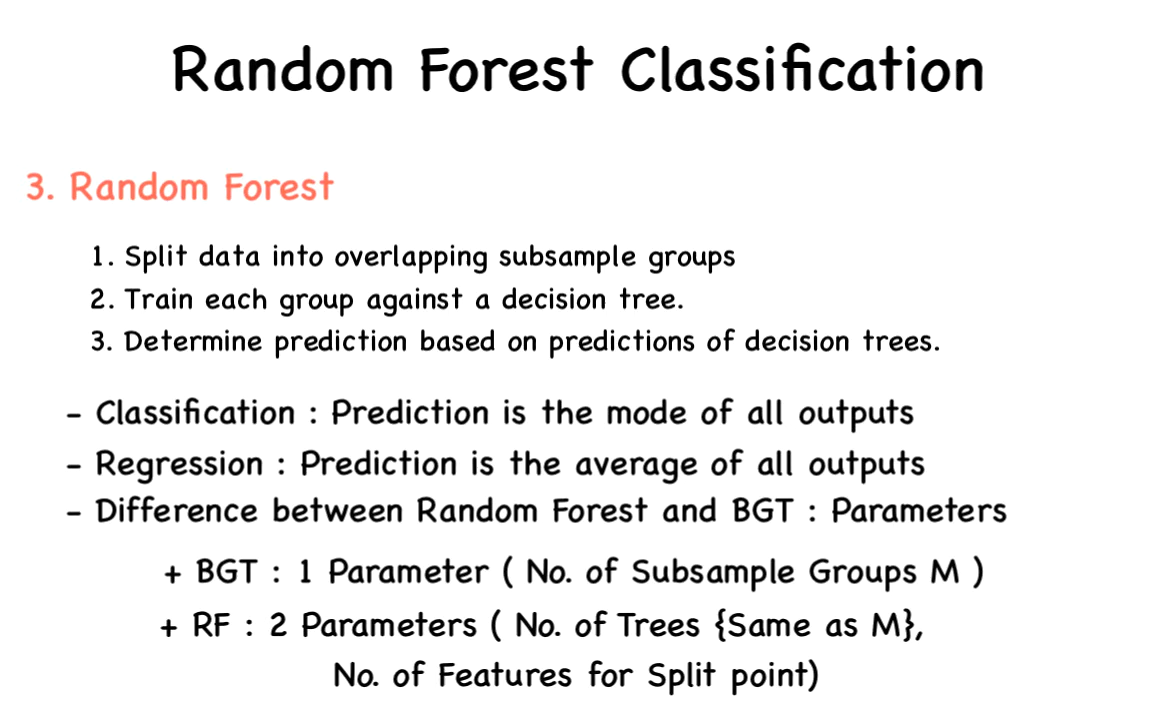 Random Forest Classification
3. Random Forest
1. Split data into overlapping subsample groups
2. Train each group against a decision tree.
3. Determine prediction based on predictions of decision trees.
- Classification : Prediction is the mode of all outputs
- Regression : Prediction is the average of all outputs
- Difference between Random Forest and BGT : Parameters
+ BGT : 1 Parameter ( No. of Subsample Groups M )
+ RF : 2 Parameters ( No. of Trees {Same as M},
No. of Features for Split point)